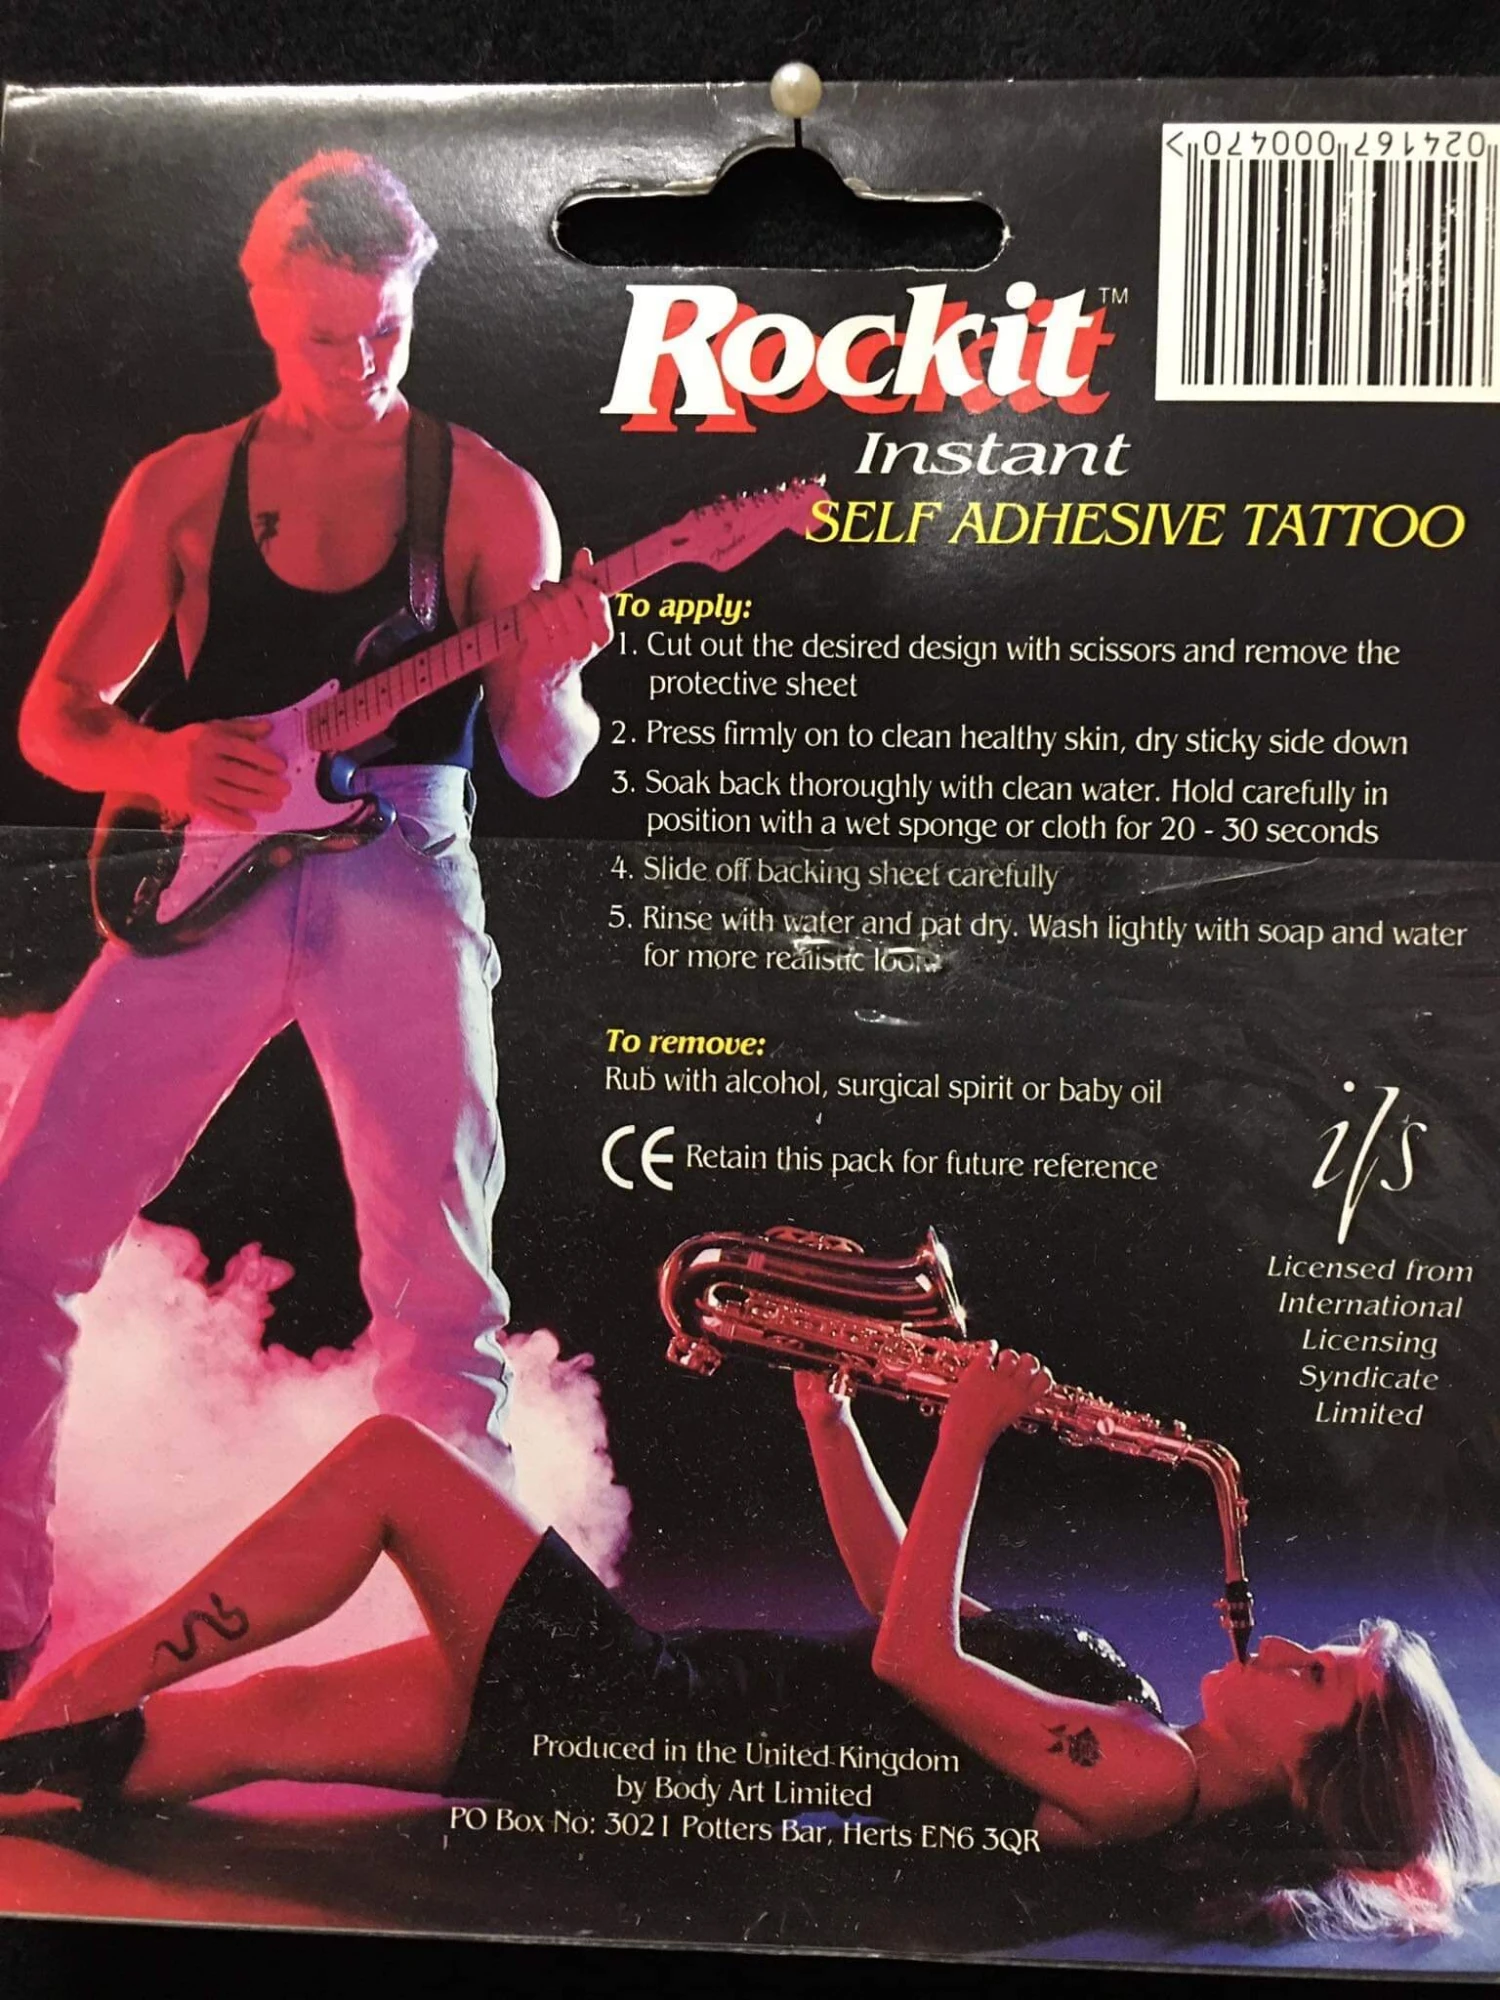 024167 000470 >
Rockit™
Instant
SELF ADHESIVE TATTOO
To apply:
1. Cut out the desired design with scissors and remove the
protective sheet
2. Press firmly on to clean healthy skin, dry sticky side down
3. Soak back thoroughly with clean water. Hold carefully in
position with a wet sponge or cloth for 20 - 30 seconds
4. Slide off backing sheet carefully
5. Rinse with water and pat dry. Wash lightly with soap and water
for more realistic look
To remove:
Rub with alcohol, surgical spirit or baby oil
CE Retain this pack for future reference
ils
Licensed from
International
Licensing
Syndicate
Limited
Produced in the United Kingdom
by Body Art Limited
PO Box No: 3021 Potters Bar, Herts EN6 3QR